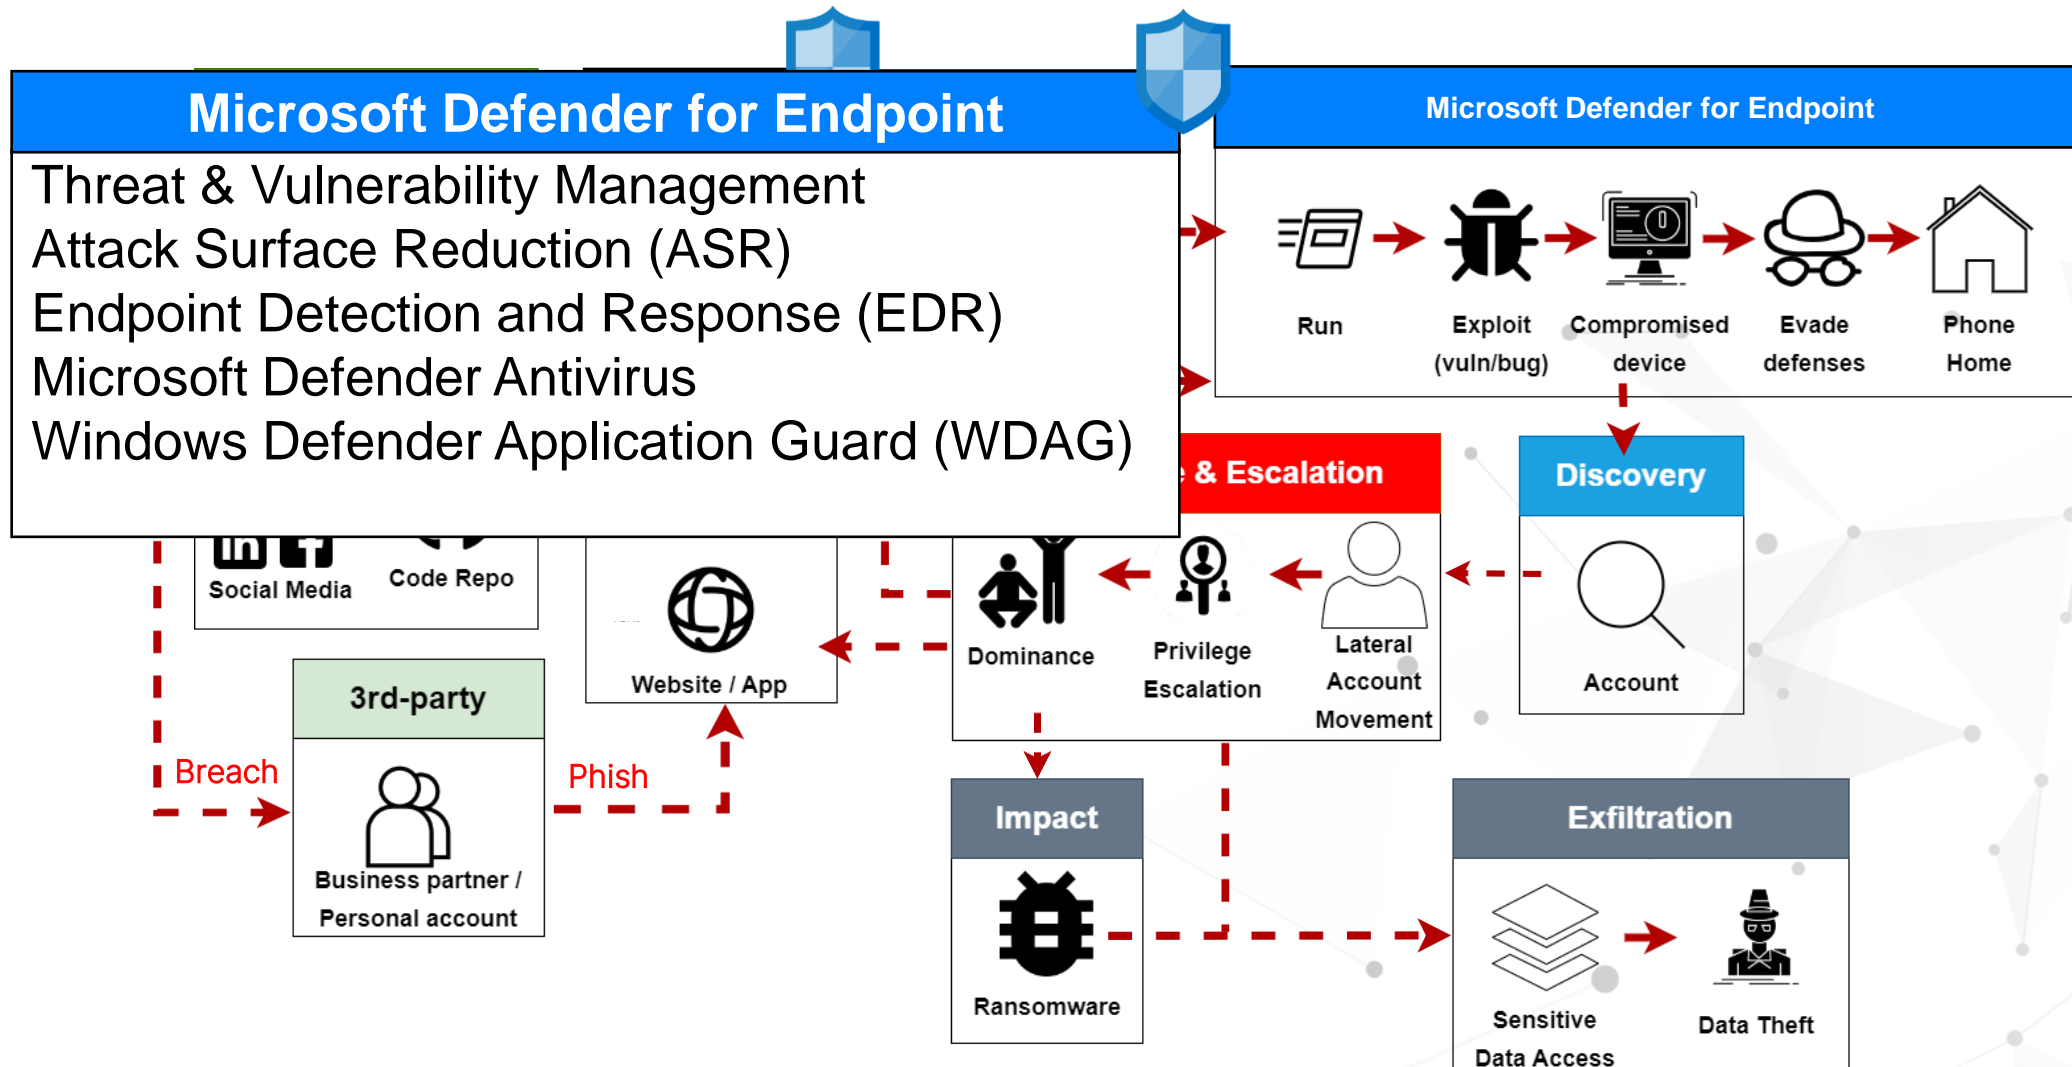 Microsoft Defender for Endpoint
Threat & Vulnerability Management
Attack Surface Reduction (ASR)
Endpoint Detection and Response (EDR)
Microsoft Defender Antivirus
Windows Defender Application Guard (WDAG)
Microsoft Defender for Endpoint
Run
Exploit
(vuln/bug)
Compromised
device
Evade
defenses
Phone
Home
& Escalation
Discovery
in f
Social Media
Code Repo
Website / App
Dominance
Privilege
Escalation
Lateral
Account
Movement
Account
3rd-party
Breach
Phish
Business partner /
Personal account
Impact
Ransomware
Exfiltration
Sensitive
Data Access
Data Theft